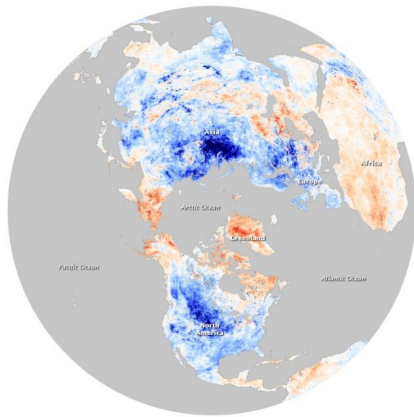 Asia
Africa
Europe
Arctic Ocean
Greenland
Pacific Ocean
Atlantic Ocean
North
America